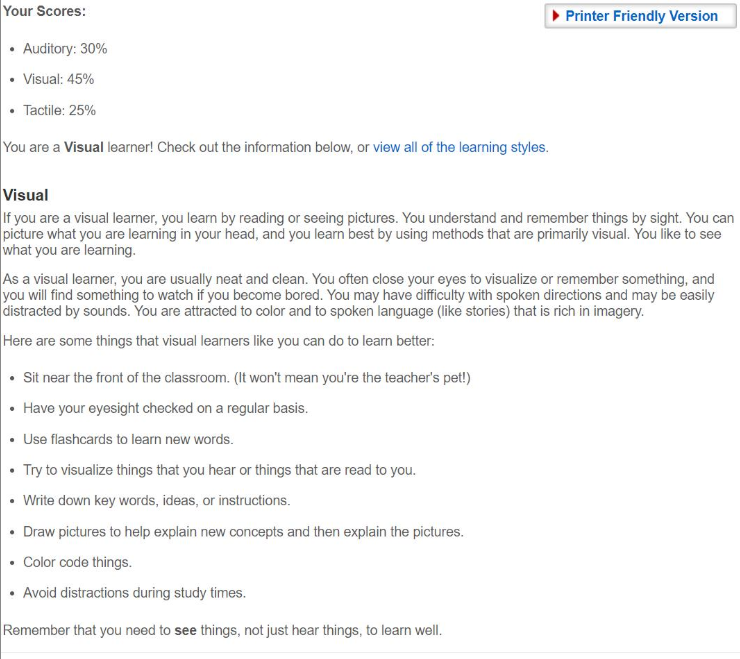 Your Scores:
Printer Friendly Version
• Auditory: 30%
• Visual: 45%
• Tactile: 25%
You are a Visual learner! Check out the information below, or view all of the learning styles.
Visual
If you are a visual learner, you learn by reading or seeing pictures. You understand and remember things by sight. You can
picture what you are learning in your head, and you learn best by using methods that are primarily visual. You like to see
what you are learning.
As a visual learner, you are usually neat and clean. You often close your eyes to visualize or remember something, and
you will find something to watch if you become bored. You may have difficulty with spoken directions and may be easily
distracted by sounds. You are attracted to color and to spoken language (like stories) that is rich in imagery.
Here are some things that visual learners like you can do to learn better:
• Sit near the front of the classroom. (It won't mean you're the teacher's pet!)
• Have your eyesight checked on a regular basis.
• Use flashcards to learn new words.
• Try to visualize things that you hear or things that are read to you.
• Write down key words, ideas, or instructions.
• Draw pictures to help explain new concepts and then explain the pictures.
• Color code things.
• Avoid distractions during study times.
Remember that you need to see things, not just hear things, to learn well.